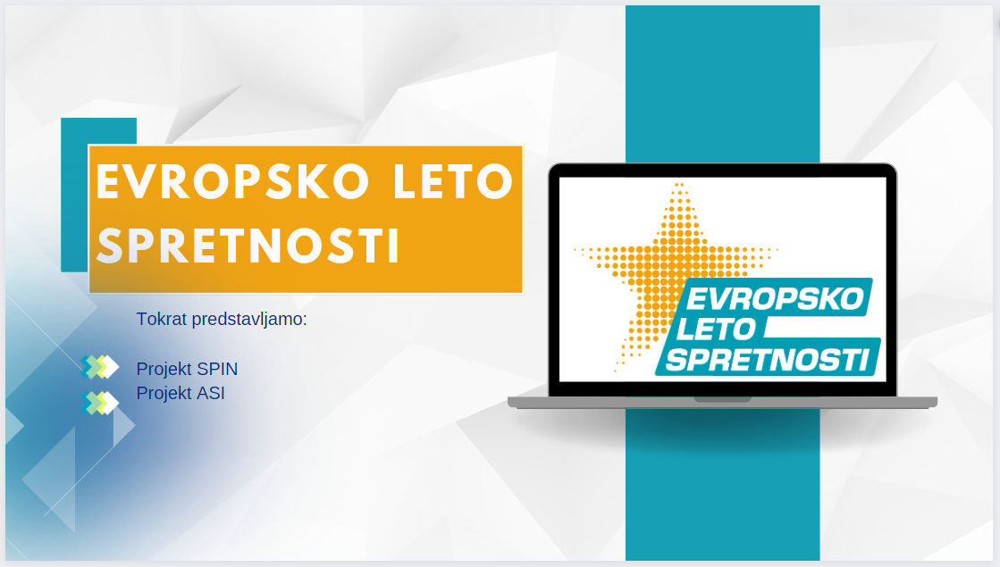 EVROPSKO LETO
SPRETNOSTI
Tokrat predstavljamo:
Projekt SPIN
Projekt ASI
EVROPSKO
LETO
SPRETNOSTI